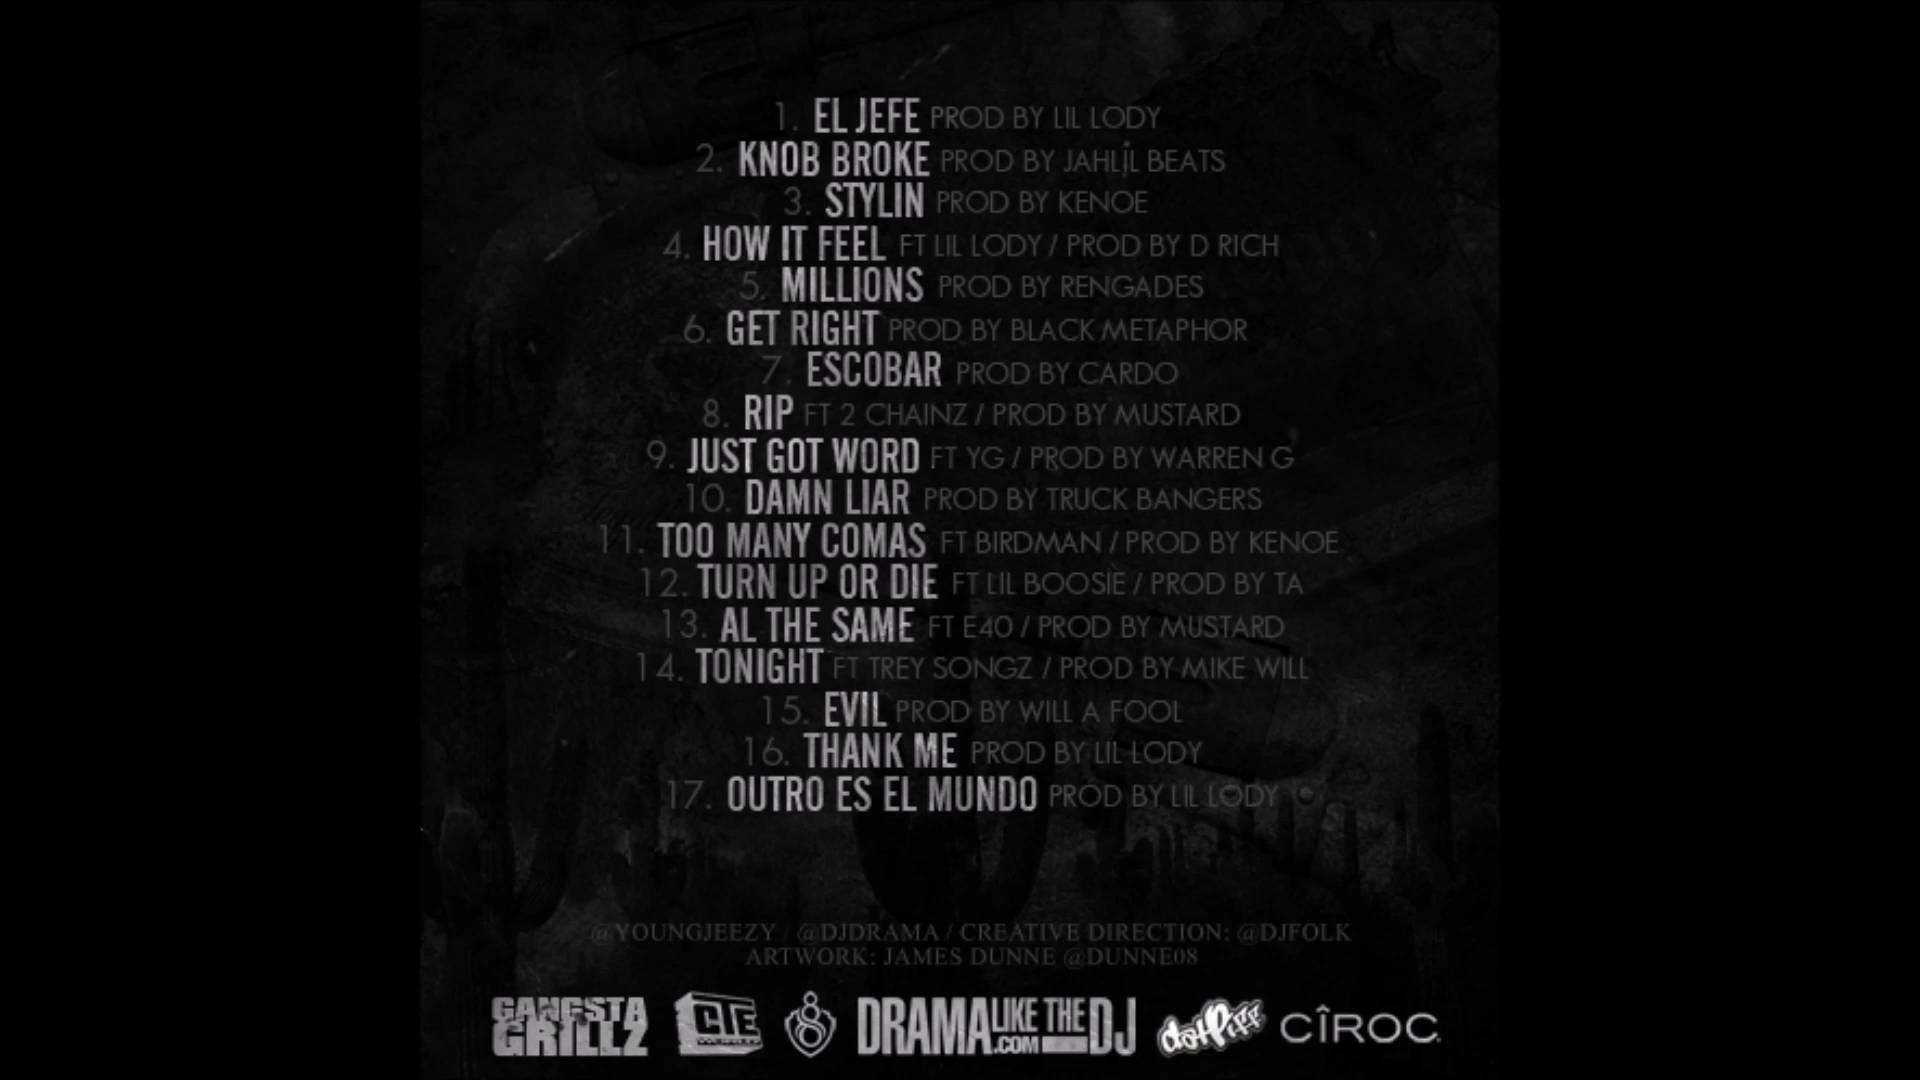 1. EL JEFE PROD BY LIL LODY
2. KNOB BROKE PROD BY JAHLIL BEATS
3. STYLIN PROD BY KENOE
4. HOW IT FEEL FT LIL LODY / PROD BY D RICH
5. MILLIONS PROD BY RENGADES
6. GET RIGHT PROD BY BLACK METAPHOR
7. ESCOBAR PROD BY CARDO
8. RIP FT 2 CHAINZ / PROD BY MUSTARD
9. JUST GOT WORD FT YG / PROD BY WARREN G
10. DAMN LIAR PROD BY TRUCK BANGERS
11. TOO MANY COMAS FT BIRDMAN / PROD BY KENOE
12. TURN UP OR DIE FT LIL BOOSIE / PROD BY TA
13. AL THE SAME FT E40 / PROD BY MUSTARD
14. TONIGHT FT TREY SONGZ / PROD BY MIKE WILL
15. EVIL PROD BY WILL A FOOL
16. THANK ME PROD BY LIL LODY
17. OUTRO ES EL MUNDO PROD BY LIL LODY
@YOUNGJEEZY / @DJDRAMA / CREATIVE DIRECTION: @DJFOLK
ARTWORK: JAMES DUNNE @DUNNE08
GANGSTA GRILLZ CTE 8 DRAMA LIKE THE DJ .COM DatPiff CÎROC